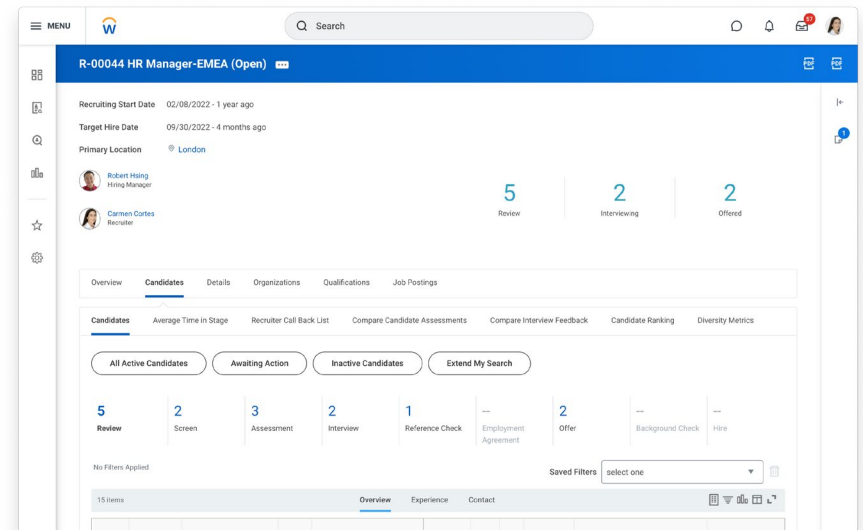 MENU
Search
57
R-00044 HR Manager-EMEA (Open)
PDF
PDF
Recruiting Start Date 02/08/2022 - 1 year ago
Target Hire Date 09/30/2022 - 4 months ago
Primary Location London
1
Robert Hsing
Hiring Manager
Carmen Cortes
Recruiter
5 2 2
Review Interviewing Offered
Overview Candidates Details Organizations Qualifications Job Postings
Candidates Average Time in Stage Recruiter Call Back List Compare Candidate Assessments Compare Interview Feedback Candidate Ranking Diversity Metrics
All Active Candidates Awaiting Action Inactive Candidates Extend My Search
5 2 3 2 1 -- 2 -- --
Review Screen Assessment Interview Reference Check Employment Offer Background Check Hire
Agreement
No Filters Applied
Saved Filters select one
15 items Overview Experience Contact